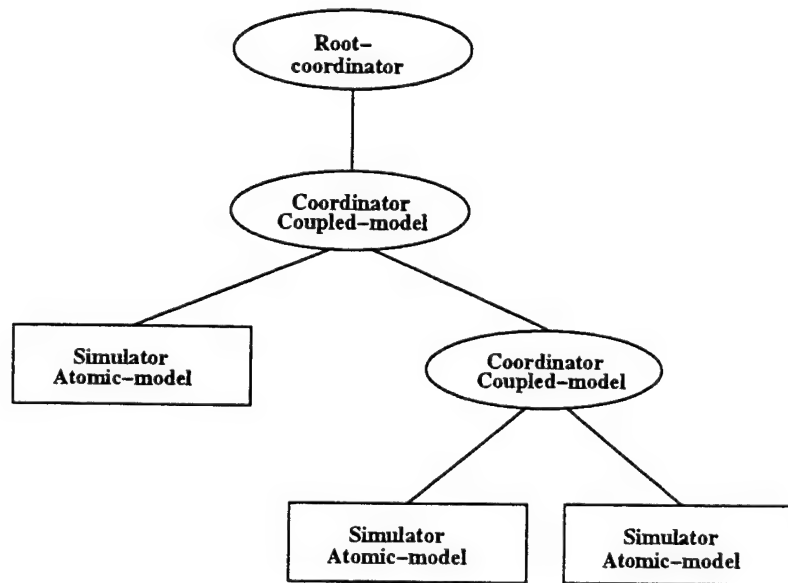 Root-
coordinator
Coordinator
Coupled-model
Simulator
Atomic-model
Coordinator
Coupled-model
Simulator
Atomic-model
Simulator
Atomic-model